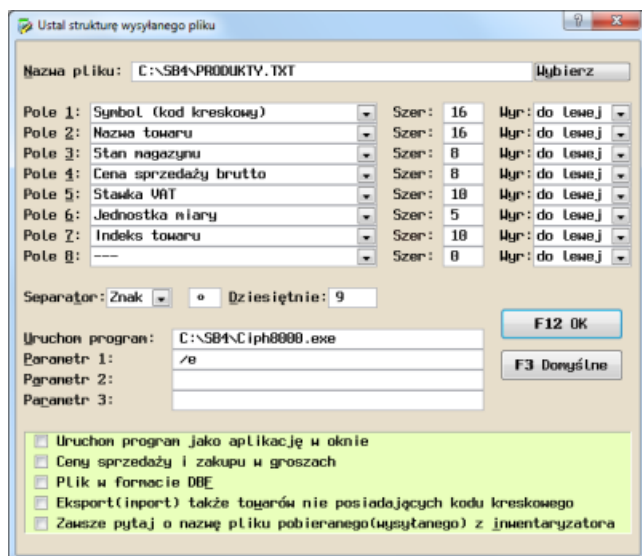 Ustal strukturę wysyłanego pliku
Nazwa pliku: C:\SB4\PRODUKTY.TXT Wybierz
Pole 1: Symbol (kod kreskowy) Szer: 16 Wyr: do lewej
Pole 2: Nazwa towaru Szer: 16 Wyr: do lewej
Pole 3: Stan magazynu Szer: 8 Wyr: do lewej
Pole 4: Cena sprzedaży brutto Szer: 8 Wyr: do lewej
Pole 5: Stawka VAT Szer: 10 Wyr: do lewej
Pole 6: Jednostka miary Szer: 5 Wyr: do lewej
Pole 7: Indeks towaru Szer: 10 Wyr: do lewej
Pole 8: --- Szer: 0 Wyr: do lewej
Separator: Znak o Dziesiętnie: 9
F12 OK
Uruchom program: C:\SB4\Ciph8000.exe
Parametr 1: /e
F3 Domyślne
Parametr 2:
Parametr 3:
Uruchom program jako aplikację w oknie
Ceny sprzedaży i zakupu w groszach
Plik w formacie DBF
Eksport(import) także towarów nie posiadających kodu kreskowego
Zawsze pytaj o nazwę pliku pobieranego(wysyłanego) z inwentaryzatora